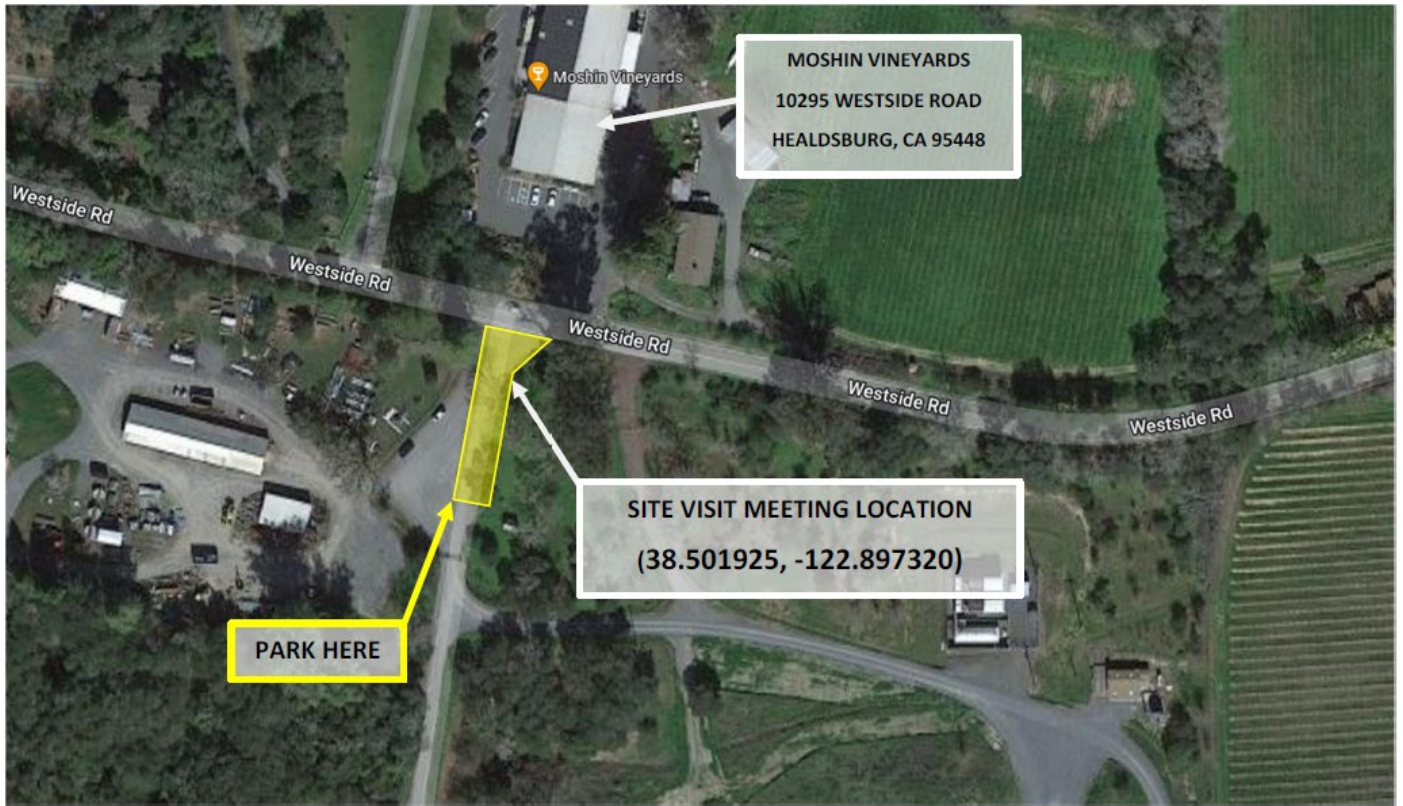 Moshin Vineyards
MOSHIN VINEYARDS
10295 WESTSIDE ROAD
HEALDSBURG, CA 95448
Westside Rd
Westside Rd
Westside Rd
Westside Rd
Westside Rd
SITE VISIT MEETING LOCATION
(38.501925, -122.897320)
PARK HERE